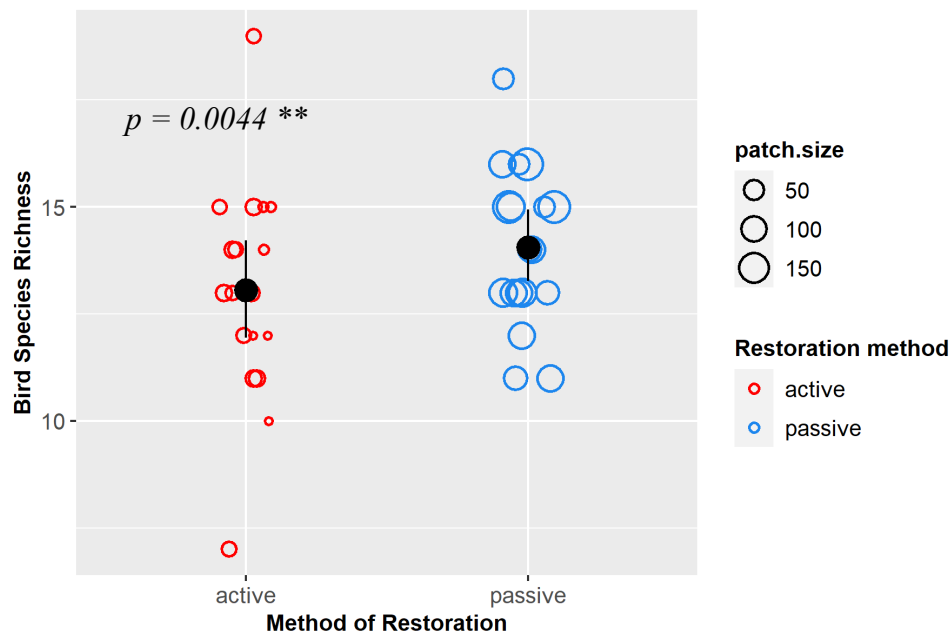 p = 0.0044 **
Bird Species Richness
15
10
active
passive
Method of Restoration
patch.size
50
100
150
Restoration method
active
passive